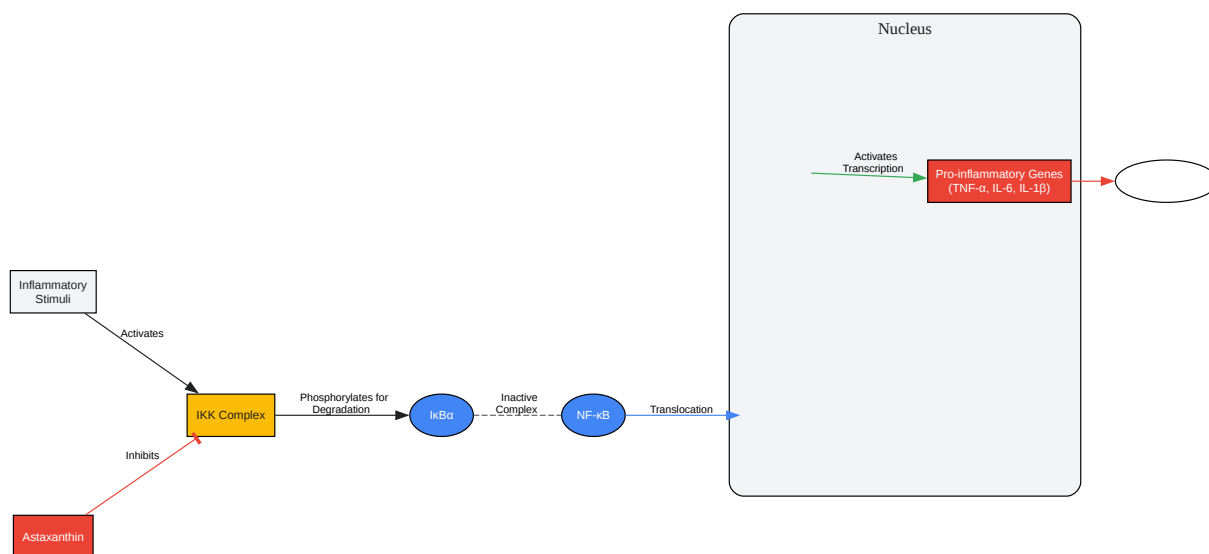 Nucleus
Activates
Transcription
Pro-inflammatory Genes
(TNF-α, IL-6, IL-1β)
Inflammatory
Stimuli
Activates
IKK Complex
Phosphorylates for
Degradation
IκBα
Inactive
Complex
NF-κB
Translocation
Inhibits
Astaxanthin